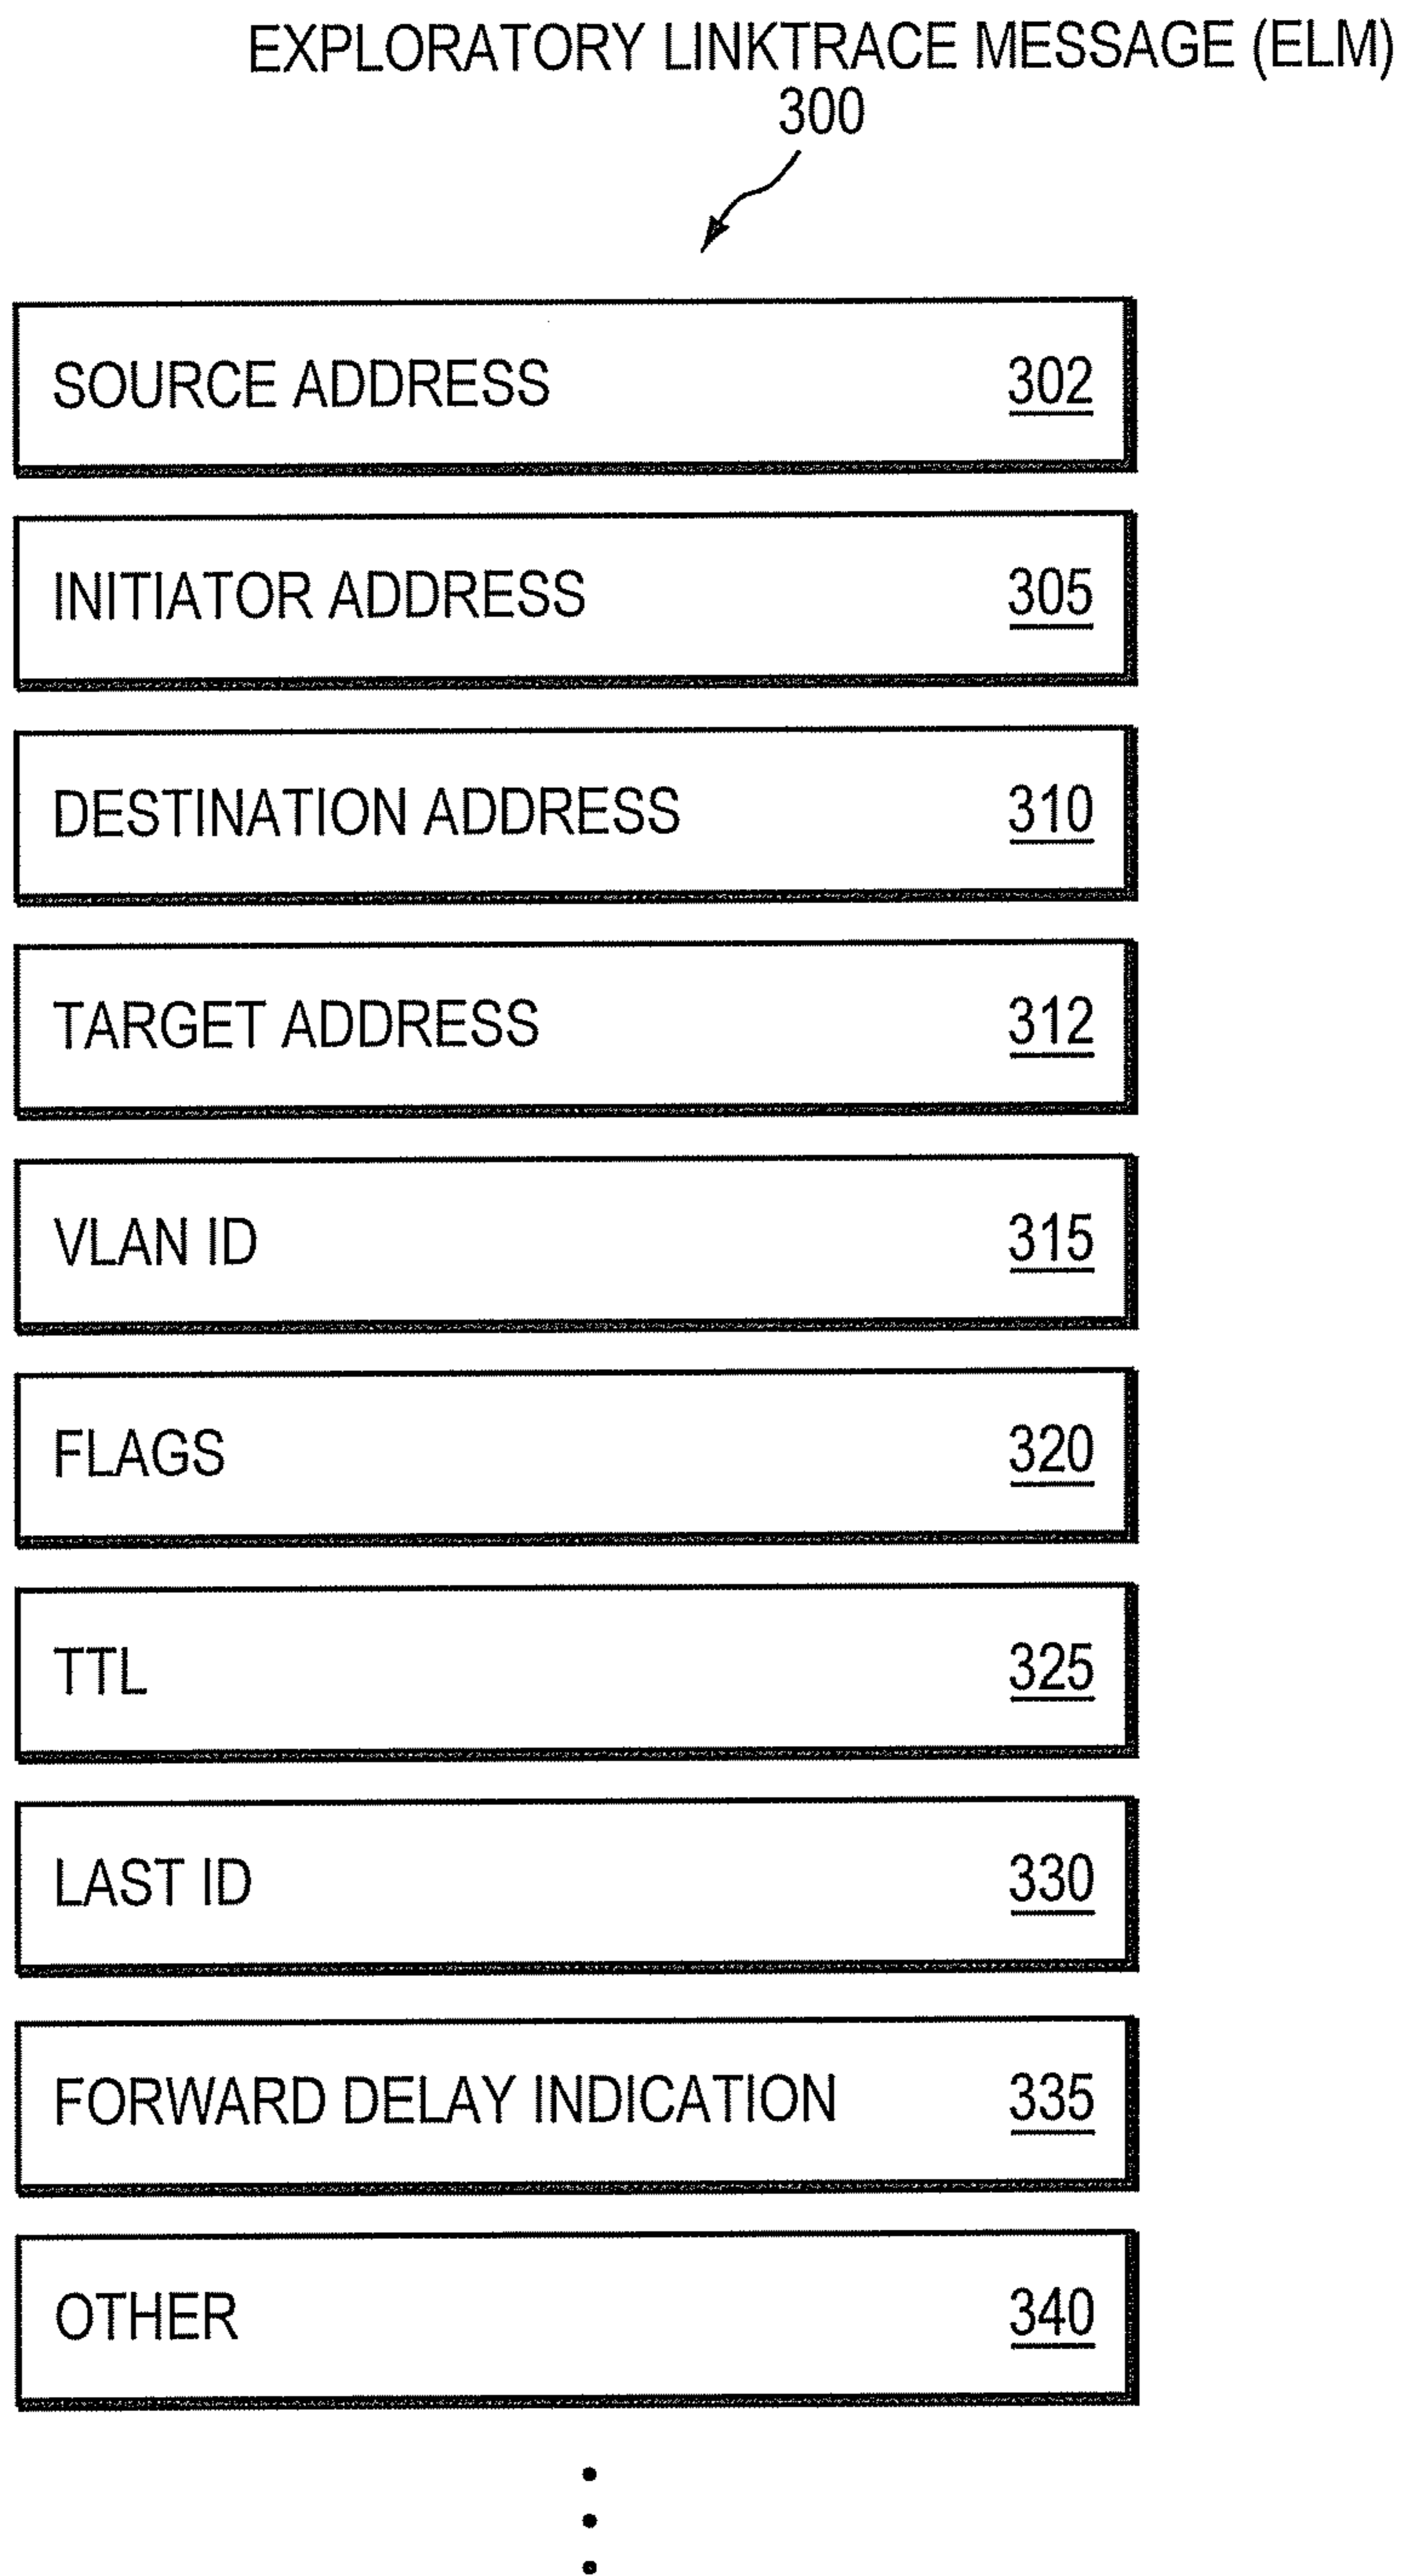 EXPLORATORY LINKTRACE MESSAGE (ELM)
300
SOURCE ADDRESS 302
INITIATOR ADDRESS 305
DESTINATION ADDRESS 310
TARGET ADDRESS 312
VLAN ID 315
FLAGS 320
TTL 325
LAST ID 330
FORWARD DELAY INDICATION 335
OTHER 340